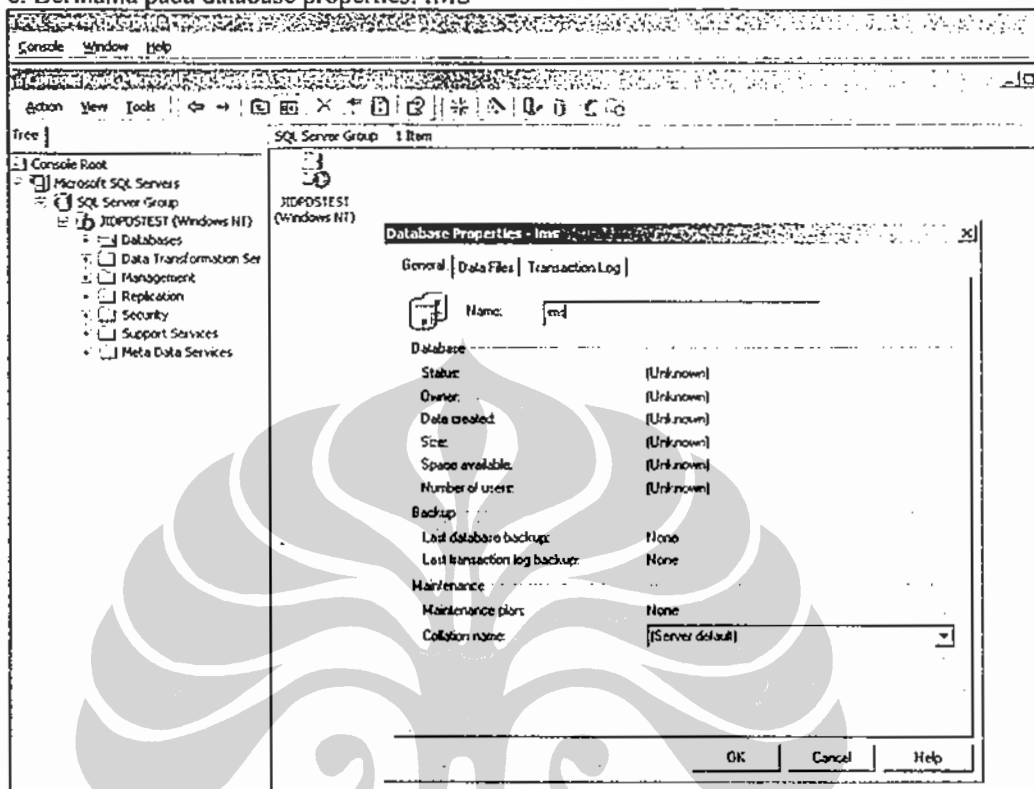 pada database properties: IMS
Console Window Help
Action View Tools
Tree
SQL Server Group 1 Item
Console Root
Microsoft SQL Servers
SQL Server Group
JIDPOSTEST (Windows NT)
Databases
Data Transformation Ser
Management
Replication
Security
Support Services
Meta Data Services
JIDPOSTEST
(Windows NT)
Database Properties - ims
General Data Files Transaction Log
Name:
Database
Status: (Unknown)
Owner: (Unknown)
Date created: (Unknown)
Size: (Unknown)
Space available: (Unknown)
Number of users: (Unknown)
Backup
Last database backup: None
Last transaction log backup: None
Maintenance
Maintenance plan: None
Collation name: (Server default)
OK Cancel Help